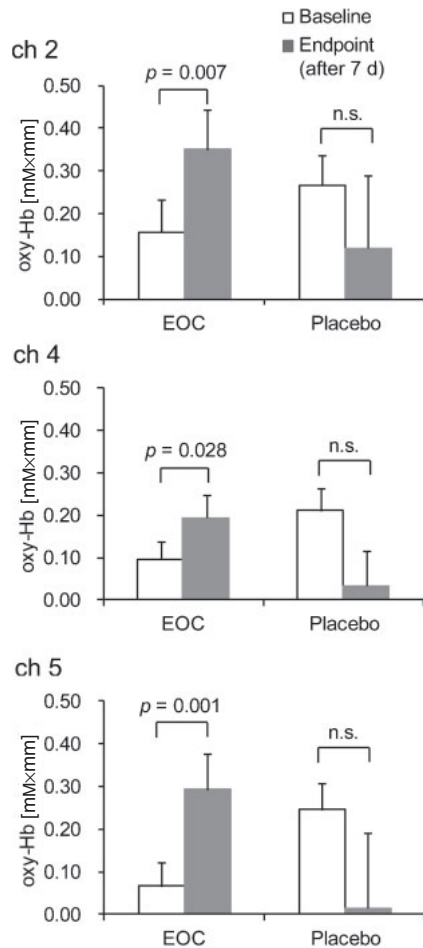 Baseline
Endpoint
(after 7 d)
ch 2
oxy-Hb [mM×mm]
0.50
0.40
0.30
0.20
0.10
0.00
p = 0.007
n.s.
EOC
Placebo
ch 4
oxy-Hb [mM×mm]
0.50
0.40
0.30
0.20
0.10
0.00
p = 0.028
n.s.
EOC
Placebo
ch 5
oxy-Hb [mM×mm]
0.50
0.40
0.30
0.20
0.10
0.00
p = 0.001
n.s.
EOC
Placebo